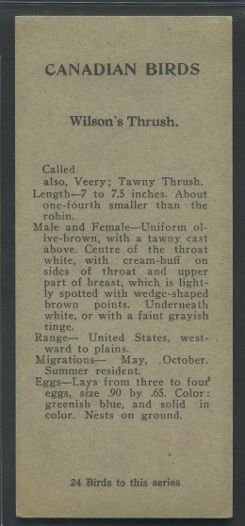 CANADIAN BIRDS
Wilson's Thrush.
Called
also, Veery; Tawny Thrush.
Length—7 to 7.5 inches. About
one-fourth smaller than the
robin.
Male and Female—Uniform ol-
ive-brown, with a tawny cast
above. Centre of the throat
white, with cream-buff on
sides of throat and upper
part of breast, which is light-
ly spotted with wedge-shaped
brown points. Underneath
white, or with a faint grayish
tinge.
Range— United States, west-
ward to plains.
Migrations— May, October.
Summer resident.
Eggs—Lays from three to four
eggs, size .90 by .65. Color:
greenish blue, and solid in
color. Nests on ground.
24 Birds to this series